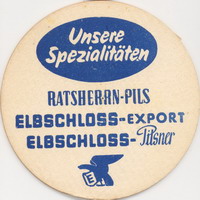 Unsere
Spezialitäten
RATSHERRN-PILS
ELBSCHLOSS-EXPORT
ELBSCHLOSS-Pilsner
E